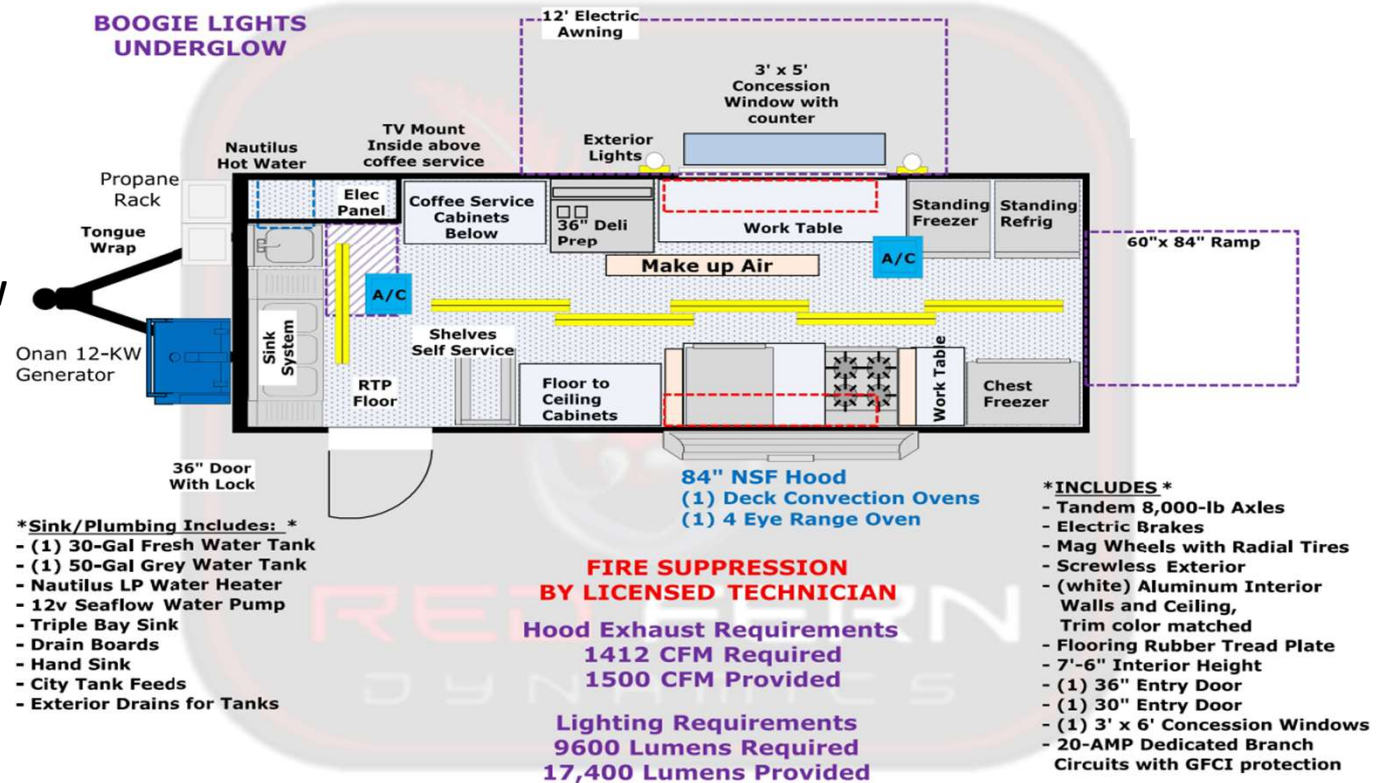 BOOGIE LIGHTS
UNDERGLOW
12' Electric
Awning
3' x 5'
Concession
Window with
counter
TV Mount
Inside above
coffee service
Exterior
Lights
Nautilus
Hot Water
Propane
Rack
Elec
Panel
Coffee Service
Cabinets
Below
36" Deli
Prep
Work Table
Standing
Freezer
Standing
Refrig
Tongue
Wrap
60"x 84" Ramp
Make up Air
A/C
A/C
Onan 12-KW
Generator
Sink
System
Shelves
Self Service
RTP
Floor
Floor to
Ceiling
Cabinets
Work Table
Chest
Freezer
36" Door
With Lock
84" NSF Hood
(1) Deck Convection Ovens
(1) 4 Eye Range Oven
*Sink/Plumbing Includes: *
- (1) 30-Gal Fresh Water Tank
- (1) 50-Gal Grey Water Tank
- Nautilus LP Water Heater
- 12v Seaflow Water Pump
- Triple Bay Sink
- Drain Boards
- Hand Sink
- City Tank Feeds
- Exterior Drains for Tanks
FIRE SUPPRESSION
BY LICENSED TECHNICIAN
Hood Exhaust Requirements
1412 CFM Required
1500 CFM Provided
Lighting Requirements
9600 Lumens Required
17,400 Lumens Provided
*INCLUDES *
- Tandem 8,000-lb Axles
- Electric Brakes
- Mag Wheels with Radial Tires
- Screwless Exterior
- (white) Aluminum Interior
Walls and Ceiling,
Trim color matched
- Flooring Rubber Tread Plate
- 7'-6" Interior Height
- (1) 36" Entry Door
- (1) 30" Entry Door
- (1) 3' x 6' Concession Windows
- 20-AMP Dedicated Branch
Circuits with GFCI protection
RED FERN
DYNAMICS